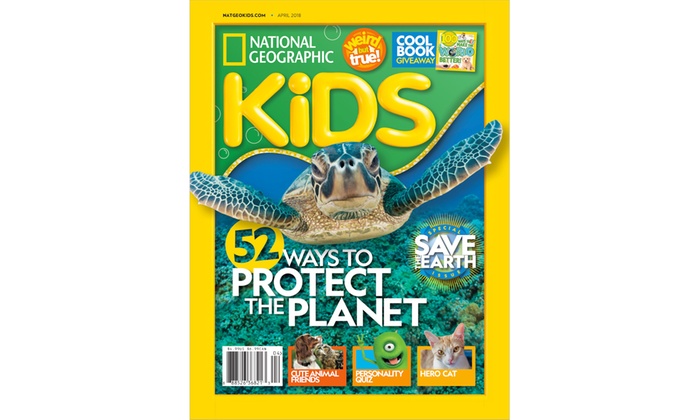 NATGEOKIDS.COM • APRIL 2018
NATIONAL
GEOGRAPHIC
KiDS
Weird
but
true!
COOL
BOOK
GIVEAWAY
BETTER!
52 WAYS TO
PROTECT
THE PLANET
SPECIAL
SAVE
THE EARTH
ISSUE
CUTE ANIMAL
FRIENDS
PERSONALITY
QUIZ
HERO CAT